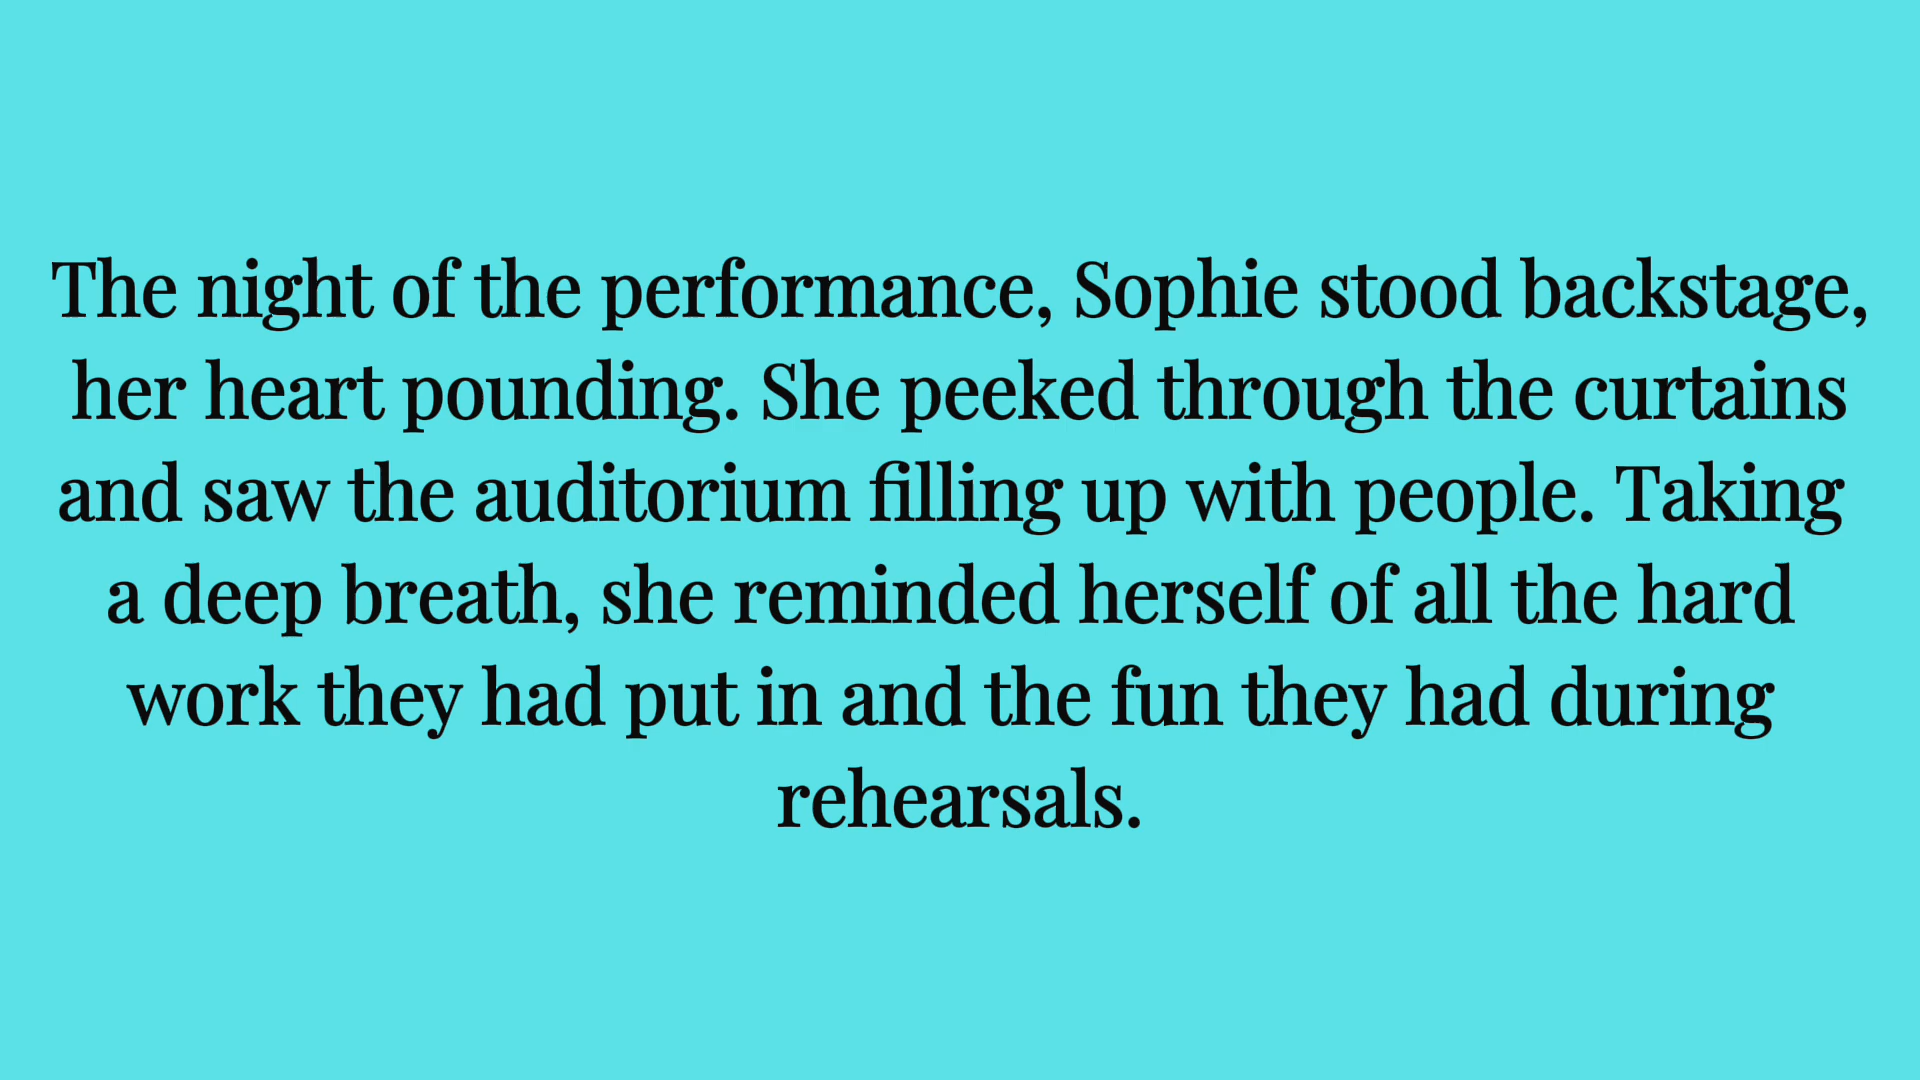 The night of the performance, Sophie stood backstage,
her heart pounding. She peeked through the curtains
and saw the auditorium filling up with people. Taking
a deep breath, she reminded herself of all the hard
work they had put in and the fun they had during
rehearsals.